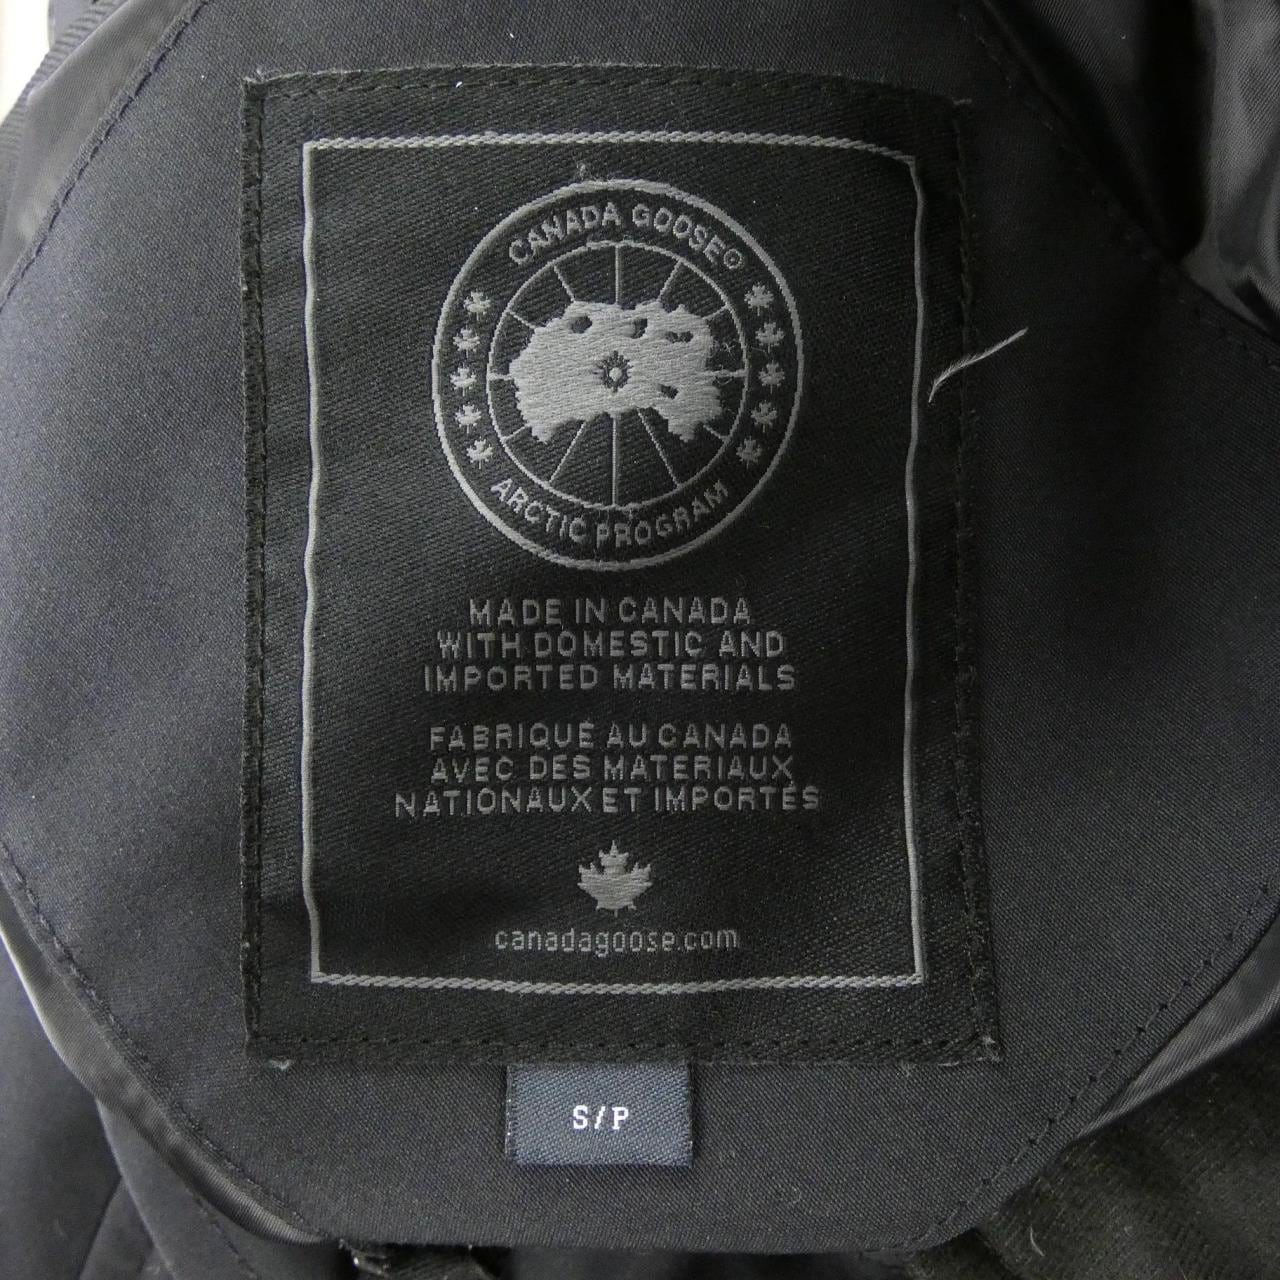 CANADA GOOSE©
ARCTIC PROGRAM
MADE IN CANADA
WITH DOMESTIC AND
IMPORTED MATERIALS
FABRIQUÉ AU CANADA
AVEC DES MATERIAUX
NATIONAUX ET IMPORTÉS
canadagoose.com
S/P